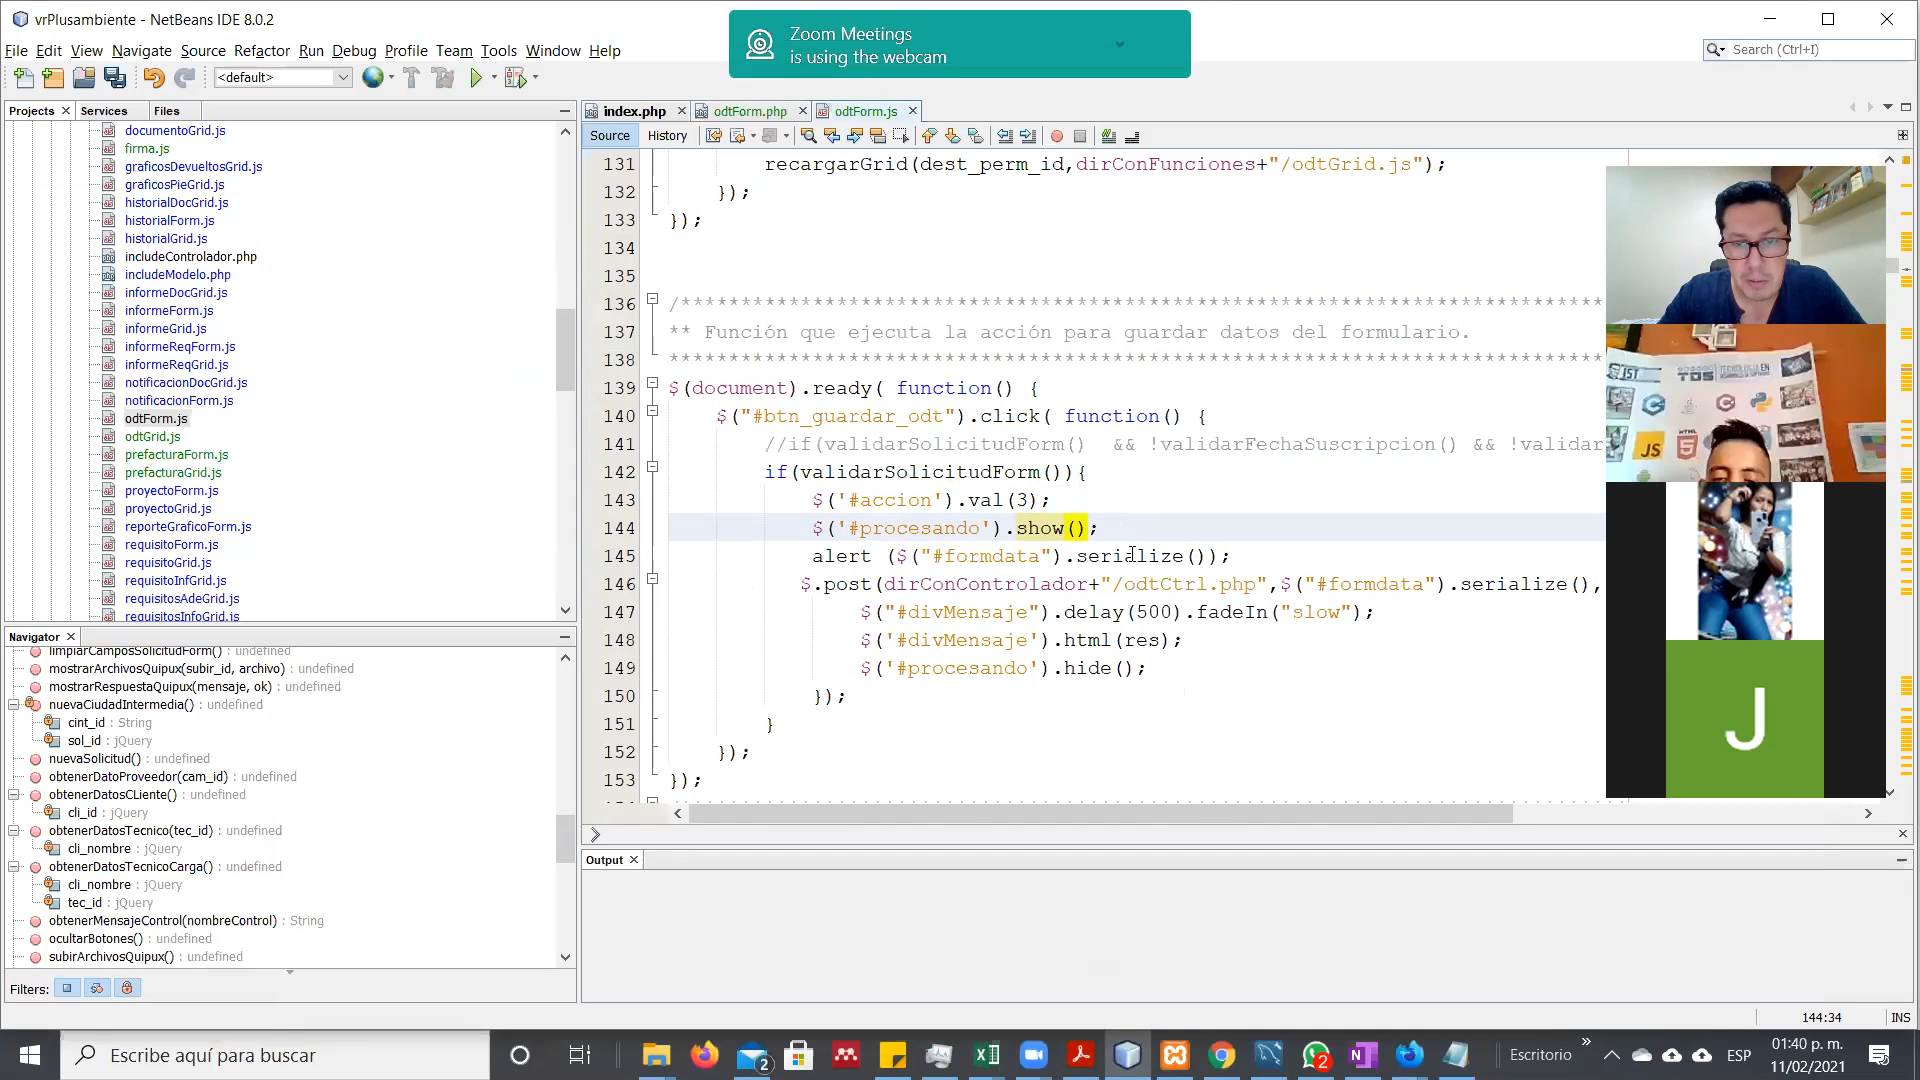 vrPlusambiente - NetBeans IDE 8.0.2
File Edit View Navigate Source Refactor Run Debug Profile Team Tools Window Help
Zoom Meetings
is using the webcam
Search (Ctrl+I)
<default>
Projects Services Files
documentoGrid.js
firma.js
graficosDevueltosGrid.js
graficosPieGrid.js
historialDocGrid.js
historialForm.js
historialGrid.js
includeControlador.php
includeModelo.php
informeDocGrid.js
informeForm.js
informeGrid.js
informeReqForm.js
informeReqGrid.js
notificacionDocGrid.js
notificacionForm.js
odtForm.js
odtGrid.js
prefacturaForm.js
prefacturaGrid.js
proyectoForm.js
proyectoGrid.js
reporteGraficoForm.js
requisitoForm.js
requisitoGrid.js
requisitoInfGrid.js
requisitosAdeGrid.js
requisitosInfoGrid.js
Navigator
limpiarCamposSolicitudForm() : undefined
mostrarArchivosQuipux(subir_id, archivo) : undefined
mostrarRespuestaQuipux(mensaje, ok) : undefined
nuevaCiudadIntermedia() : undefined
cint_id : String
sol_id : jQuery
nuevaSolicitud() : undefined
obtenerDatoProveedor(cam_id) : undefined
obtenerDatosCLiente() : undefined
cli_id : jQuery
obtenerDatosTecnico(tec_id) : undefined
cli_nombre : jQuery
obtenerDatosTecnicoCarga() : undefined
cli_nombre : jQuery
tec_id : jQuery
obtenerMensajeControl(nombreControl) : String
ocultarBotones() : undefined
subirArchivosQuipux() : undefined
Filters:
index.php odtForm.php odtForm.js
Source History
131 recargarGrid(dest_perm_id,dirConFunciones+"/odtGrid.js");
132 });
133 });
134
135
136 /******************************************************************************
137 ** Función que ejecuta la acción para guardar datos del formulario.
138 *******************************************************************************
139 $(document).ready( function() {
140 $("#btn_guardar_odt").click( function() {
141 //if(validarSolicitudForm() && !validarFechaSuscripcion() && !validar
142 if(validarSolicitudForm()){
143 $('#accion').val(3);
144 $('#procesando').show();
145 alert ($("#formdata").serialize());
146 $.post(dirConControlador+"/odtCtrl.php",$("#formdata").serialize(),
147 $("#divMensaje").delay(500).fadeIn("slow");
148 $('#divMensaje').html(res);
149 $('#procesando').hide();
150 });
151 }
152 });
153 });
JST
TDS
JS
HTML
J
Output
144:34 INS
Escribe aquí para buscar
2
2
Escritorio
ESP
01:40 p. m.
11/02/2021